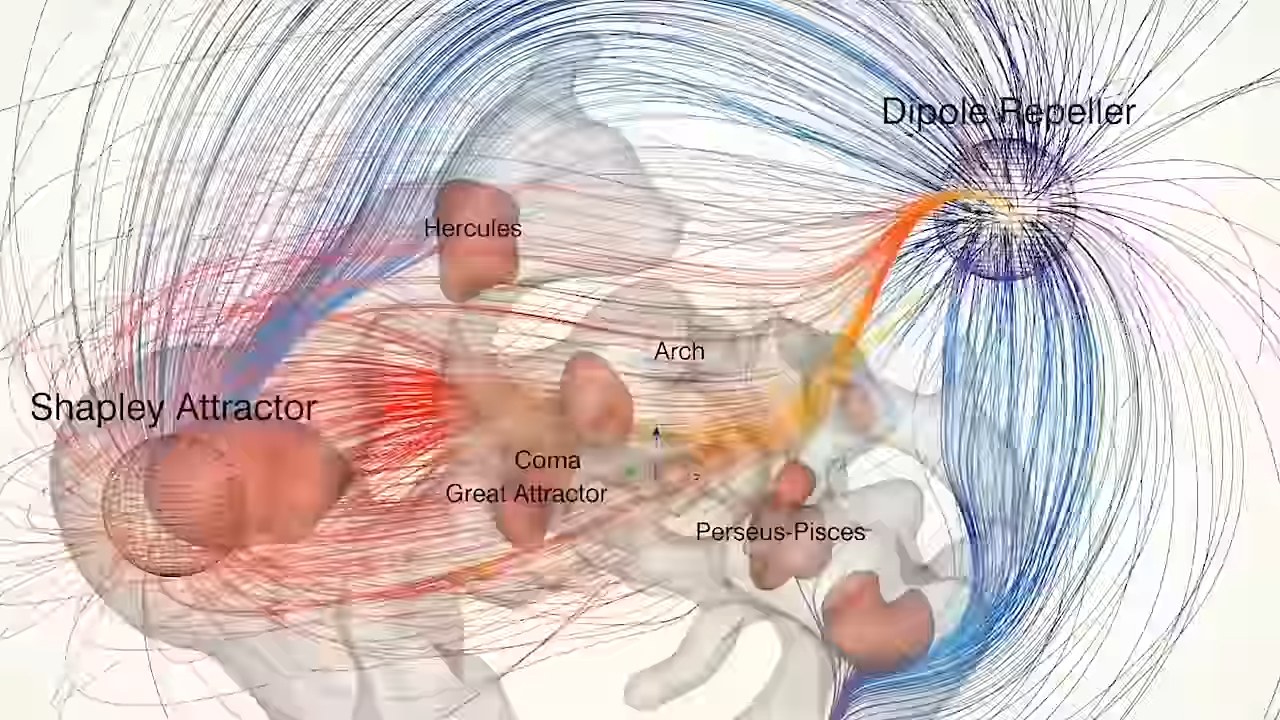 Dipole Repeller
Hercules
Arch
Shapley Attractor
Coma
Great Attractor
Perseus-Pisces